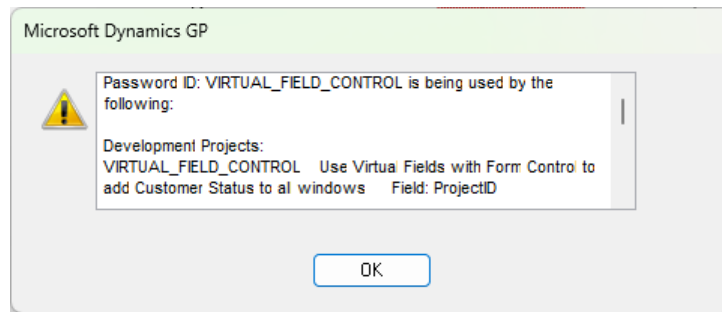 Microsoft Dynamics GP
Password ID: VIRTUAL_FIELD_CONTROL is being used by the
following:
Development Projects:
VIRTUAL_FIELD_CONTROL Use Virtual Fields with Form Control to
add Customer Status to all windows Field: ProjectID
OK